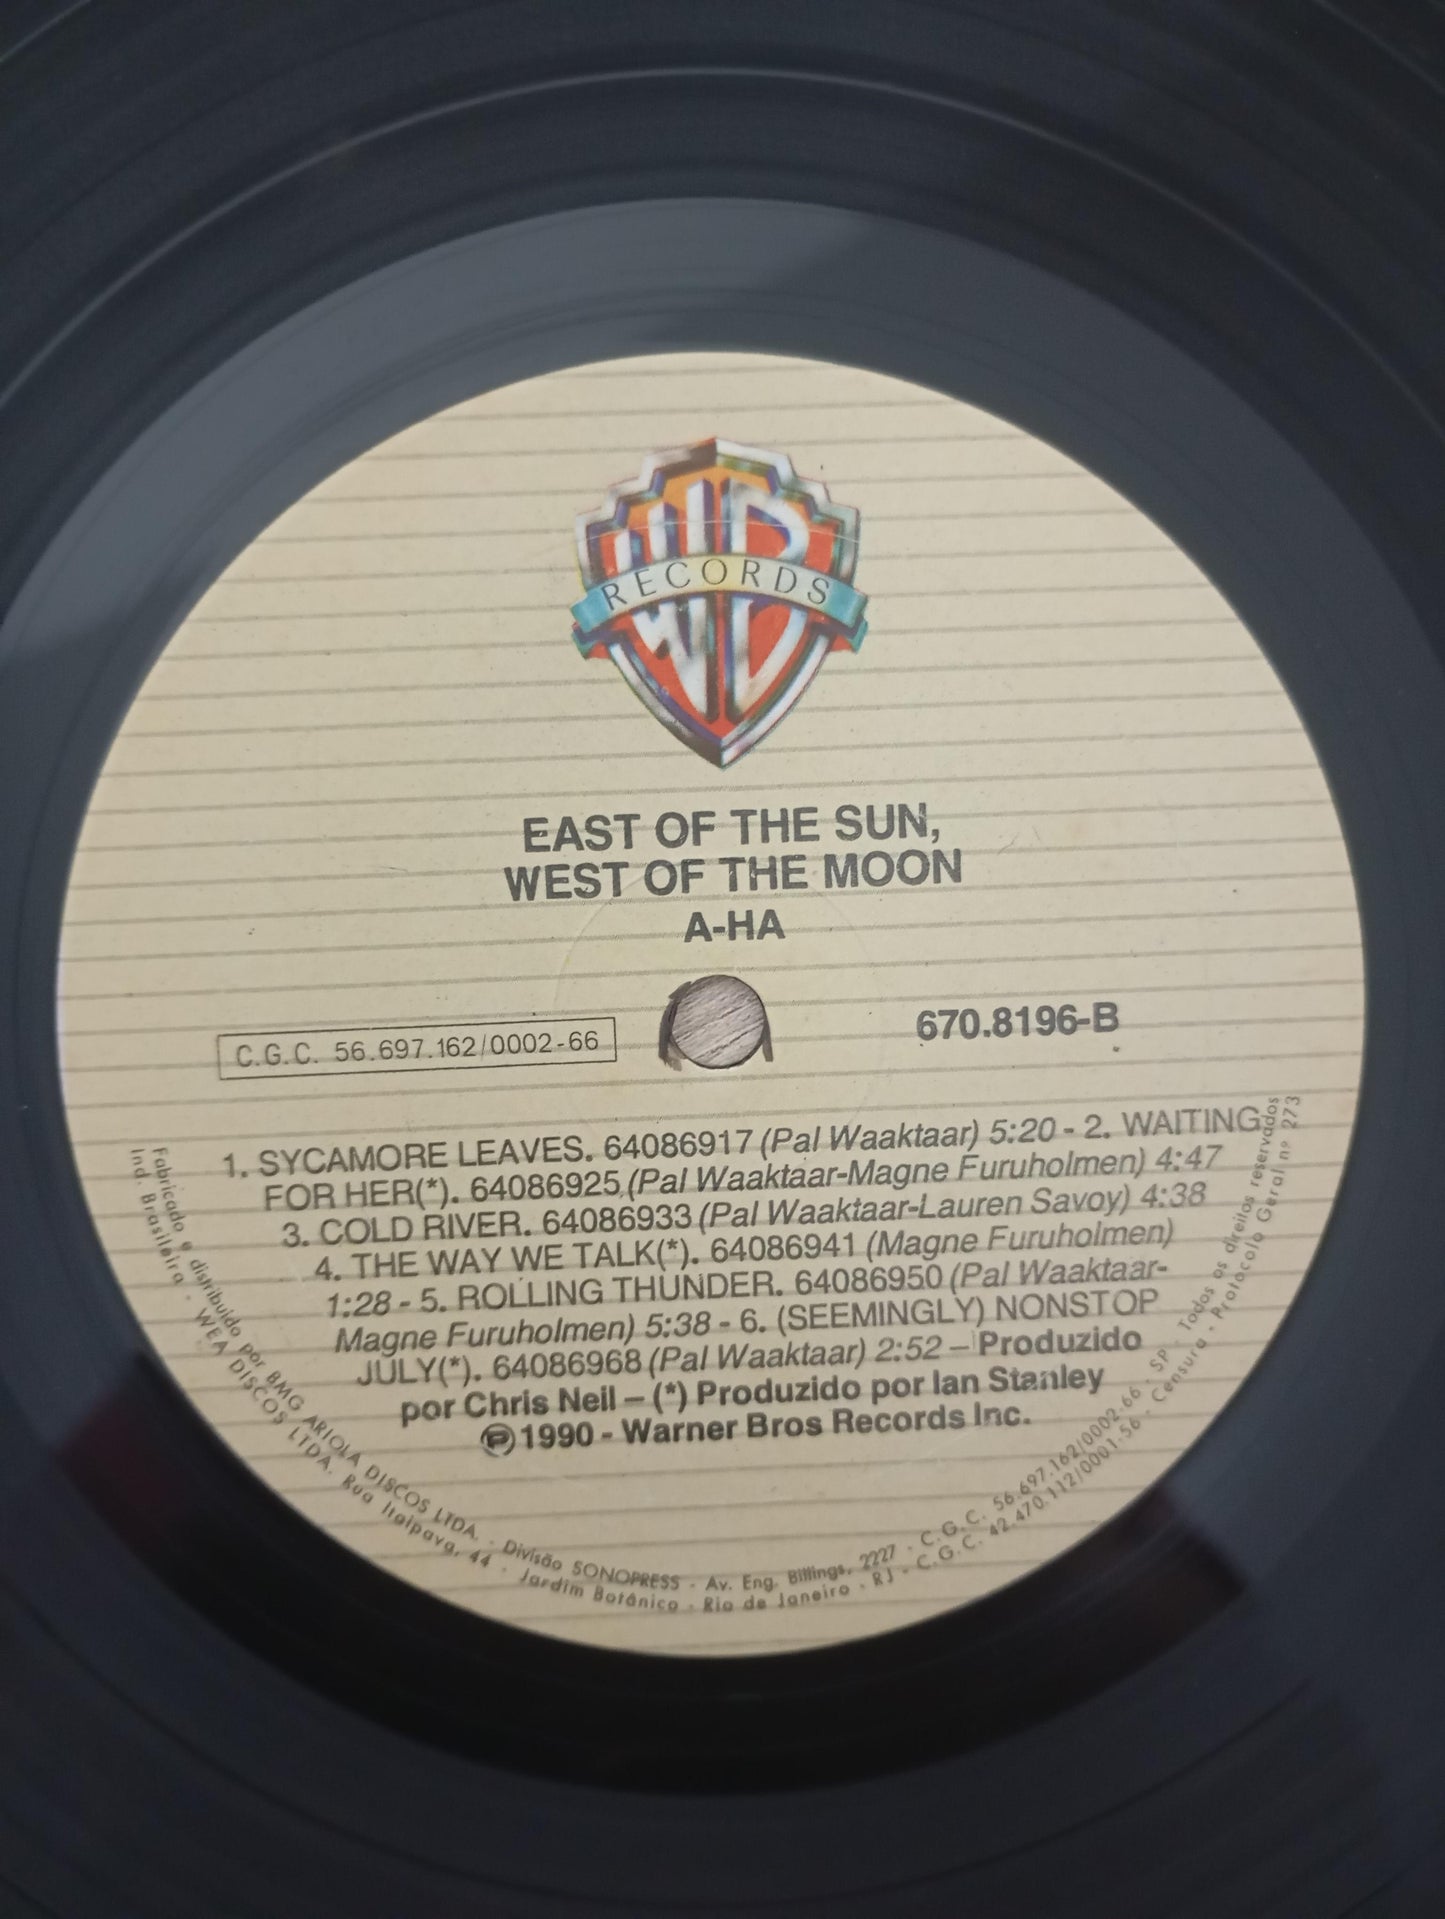 WB
RECORDS
EAST OF THE SUN,
WEST OF THE MOON
A-HA
C.G.C. 56.697.162/0002-66
670.8196-B
1. SYCAMORE LEAVES. 64086917 (Pal Waaktaar) 5:20 - 2. WAITING
FOR HER(*). 64086925 (Pal Waaktaar-Magne Furuholmen) 4:47
3. COLD RIVER. 64086933 (Pal Waaktaar-Lauren Savoy) 4:38
4. THE WAY WE TALK(*). 64086941 (Magne Furuholmen)
1:28 - 5. ROLLING THUNDER. 64086950 (Pal Waaktaar-
Magne Furuholmen) 5:38 - 6. (SEEMINGLY) NONSTOP
JULY(*). 64086968 (Pal Waaktaar) 2:52 – Produzido
por Chris Neil – (*) Produzido por Ian Stanley
Ⓟ 1990 - Warner Bros Records Inc.
Fabricado e distribuído por BMG ARIOLA DISCOS LTDA. - Divisão SONOPRESS - Av. Eng. Billings, 2227 - C.G.C. 56.697.162/0002-66 - SP - Todos os direitos reservados
Ind. Brasileira - WEA DISCOS LTDA. Rua Itaipava, 44 - Jardim Botânico - Rio de Janeiro - RJ - C.G.C. 42.470.112/0001-56 - Censura - Protocolo Geral nº 273